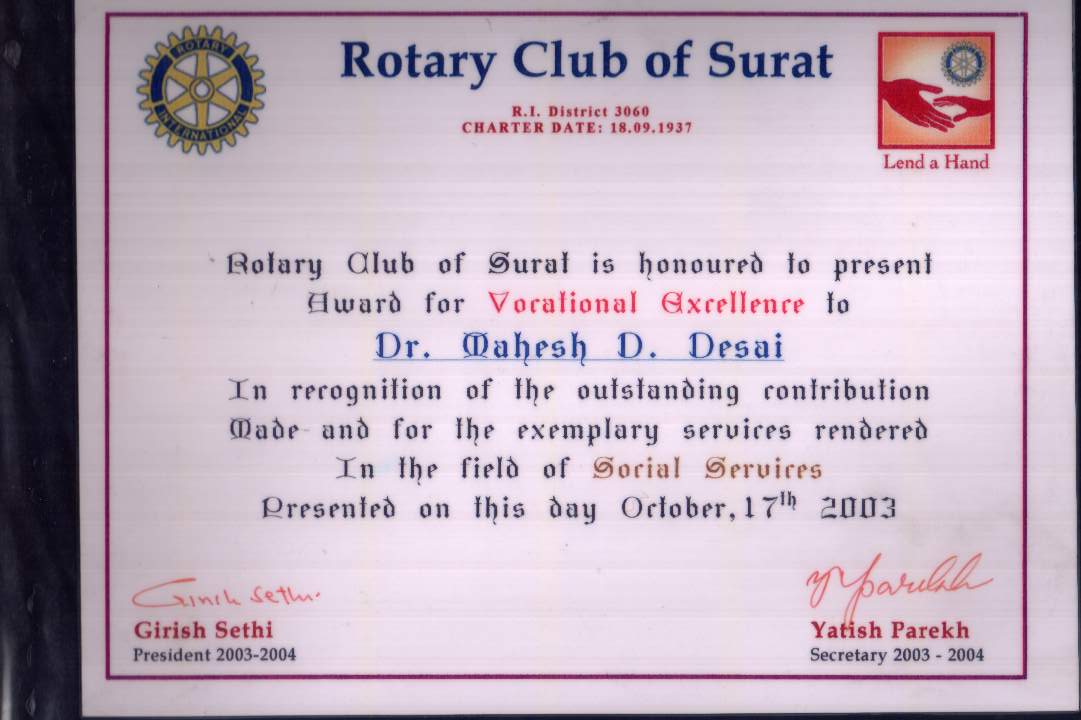 ROTARY
INTERNATIONAL
Rotary Club of Surat
R.I. District 3060
CHARTER DATE: 18.09.1937
Lend a Hand
Rotary Club of Surat is honoured to present
Award for Vocational Excellence to
Dr. Mahesh D. Desai
In recognition of the outstanding contribution
Made and for the exemplary services rendered
In the field of Social Services
Presented on this day October, 17th 2003
Girish Sethi
Girish Sethi
President 2003-2004
Y Parekh
Yatish Parekh
Secretary 2003 - 2004